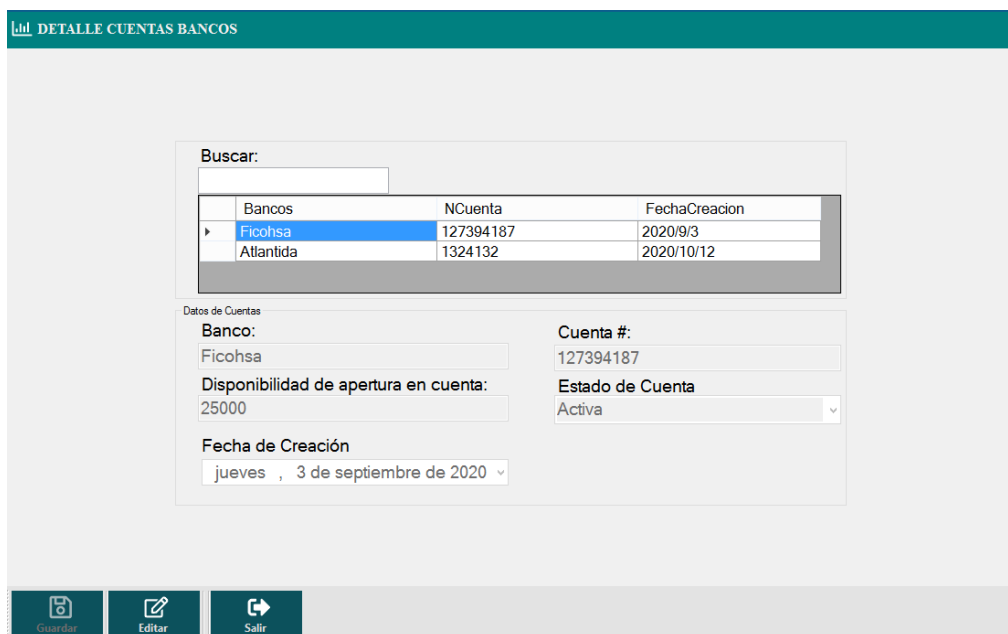 DETALLE CUENTAS BANCOS
Buscar:
Bancos NCuenta FechaCreacion
Ficohsa 127394187 2020/9/3
Atlantida 1324132 2020/10/12
Datos de Cuentas
Banco: Cuenta #:
Ficohsa 127394187
Disponibilidad de apertura en cuenta: Estado de Cuenta
25000 Activa
Fecha de Creación
jueves , 3 de septiembre de 2020
Guardar Editar Salir